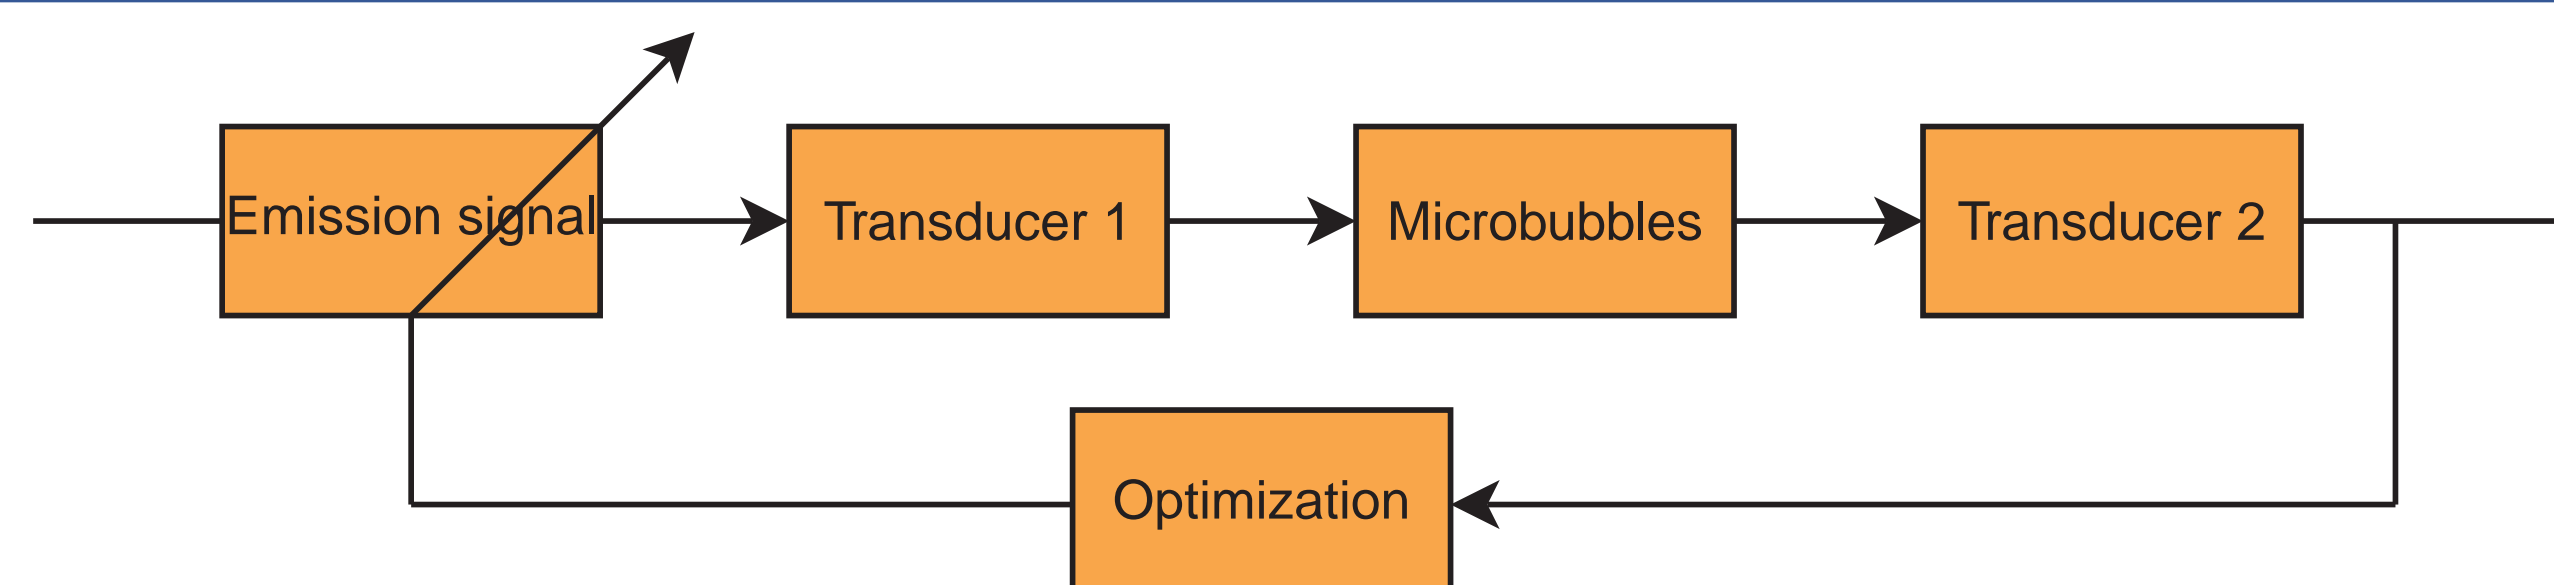 Emission signal
Transducer 1
Microbubbles
Transducer 2
Optimization